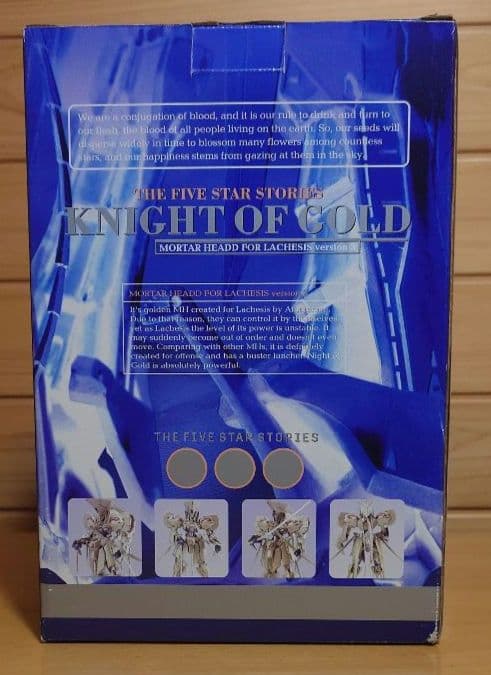 We are a conjugation of blood, and it is our rule to drink and turn to
our flesh, the blood of all people living on the earth. So, our seeds will
disperse widely in time to blossom many flowers among countless
stars, and our happiness stems from gazing at them in the sky.
THE FIVE STAR STORIES
KNIGHT OF GOLD
MORTAR HEADD FOR LACHESIS version 3
MORTAR HEADD FOR LACHESIS version
It's golden MH created for Lachesis by
Due to that reason, they can control it by themselves
yet as Laches's the level of its power is unstable. It
may suddenly become out of order and doesn't even
move. Comparing with other MHs, it is definitely
created for offense and has a buster luncher. Night of
Gold is absolutely powerful.
THE FIVE STAR STORIES